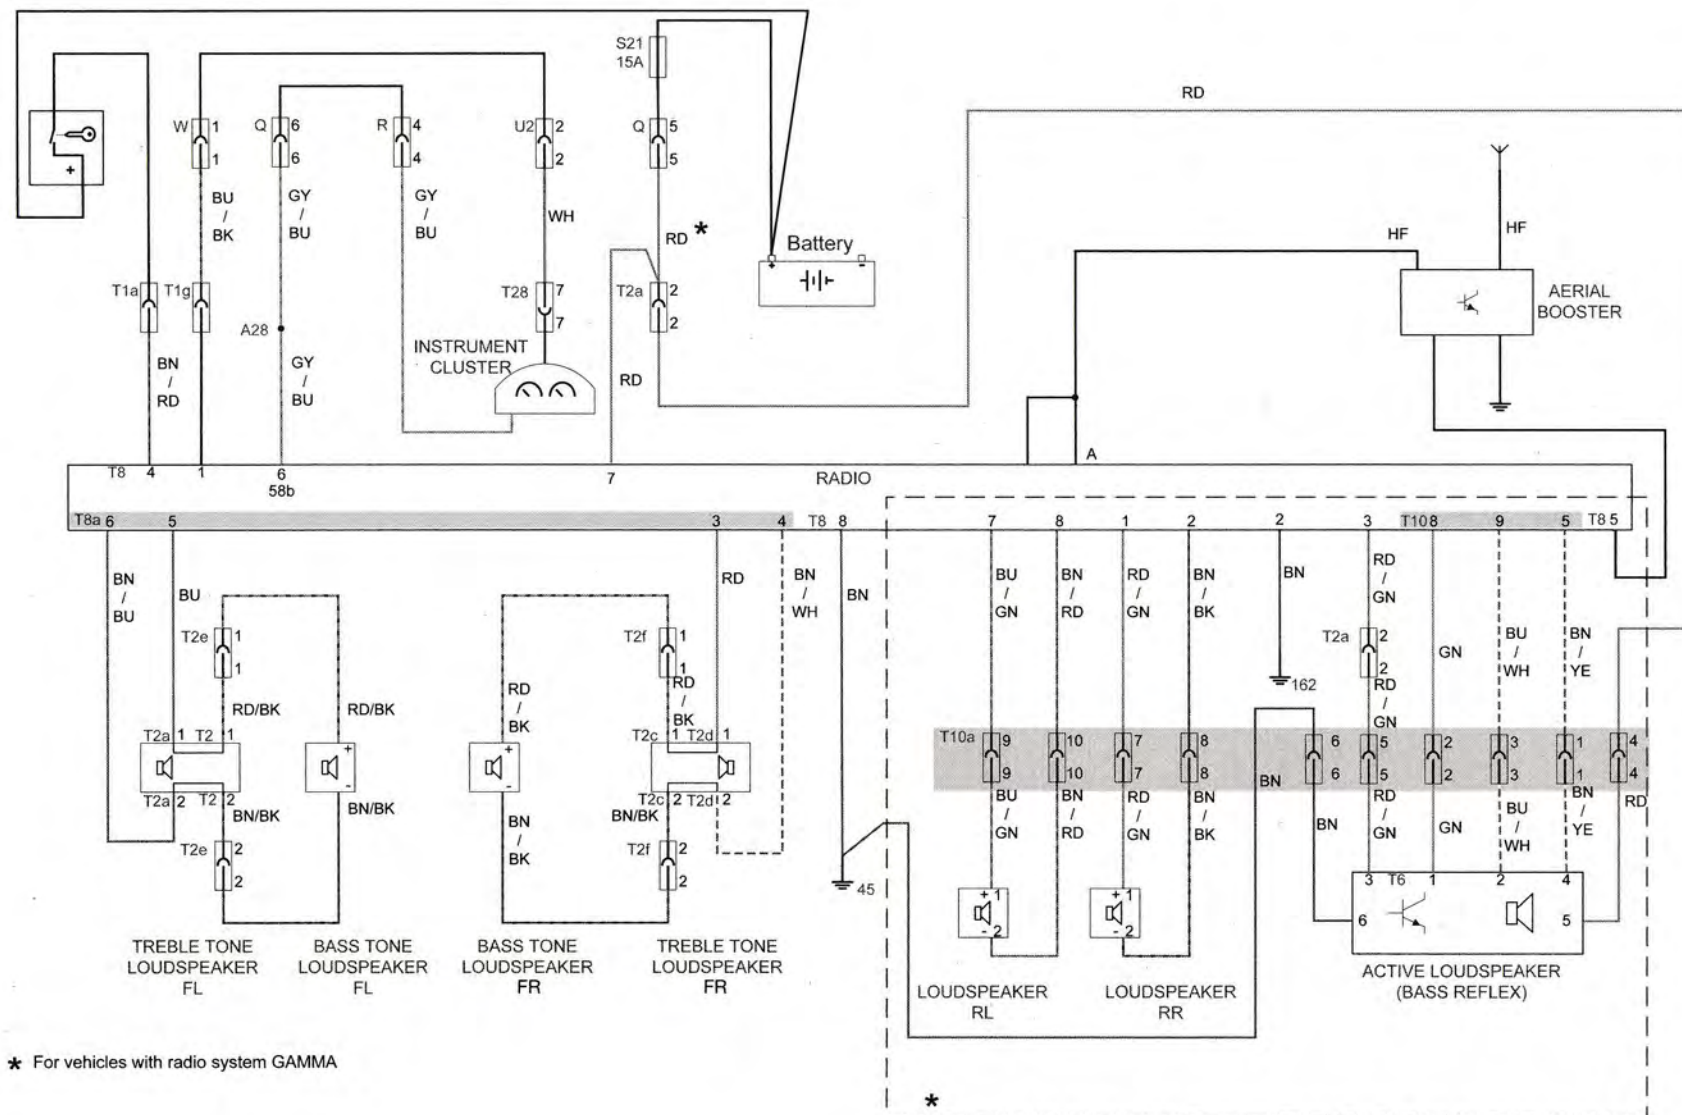 S21
15A
RD
W 1
Q 6
R 4
U2 2
Q 5
1
6
4
2
5
+
BU
/
BK
GY
/
BU
GY
/
BU
WH
RD *
Battery
+ -
HF
HF
T1a
T1g
T28 7
7
T2a 2
2
A28
AERIAL
BOOSTER
INSTRUMENT
CLUSTER
BN
/
RD
GY
/
BU
RD
A
T8 4 1 6 7 RADIO
58b
T8a 6 5 3 4 T8 8 7 8 1 2 2 3 T10 8 9 5 T8 5
BN
/
BU
BU
RD
BN
/
WH
BN
BU
/
GN
BN
/
RD
RD
/
GN
BN
/
BK
BN
RD
/
GN
T2e 1
1
T2f 1
1
T2a 2
2
GN
BU
/
WH
BN
/
YE
162
RD/BK
RD/BK
RD
/
BK
RD
/
BK
RD
/
GN
T2a 1 T2 1
T2c 1 T2d 1
T10a 9 10 7 8 6 5 2 3 1 4
9 10 7 8 6 5 2 3 1 4
+
-
+
-
T2a 2 T2 2
T2c 2 T2d 2
BN/BK
BN/BK
BN
/
BK
BN/BK
BN
BU
/
GN
BN
/
RD
RD
/
GN
BN
/
BK
BN
RD
/
GN
GN
BU
/
WH
BN
/
YE
RD
T2e 2
2
T2f 2
2
45
+ 1
- 2
+ 1
- 2
3 T6 1 2 4
6 5
TREBLE TONE
LOUDSPEAKER
FL
BASS TONE
LOUDSPEAKER
FL
BASS TONE
LOUDSPEAKER
FR
TREBLE TONE
LOUDSPEAKER
FR
LOUDSPEAKER
RL
LOUDSPEAKER
RR
ACTIVE LOUDSPEAKER
(BASS REFLEX)
* For vehicles with radio system GAMMA
*